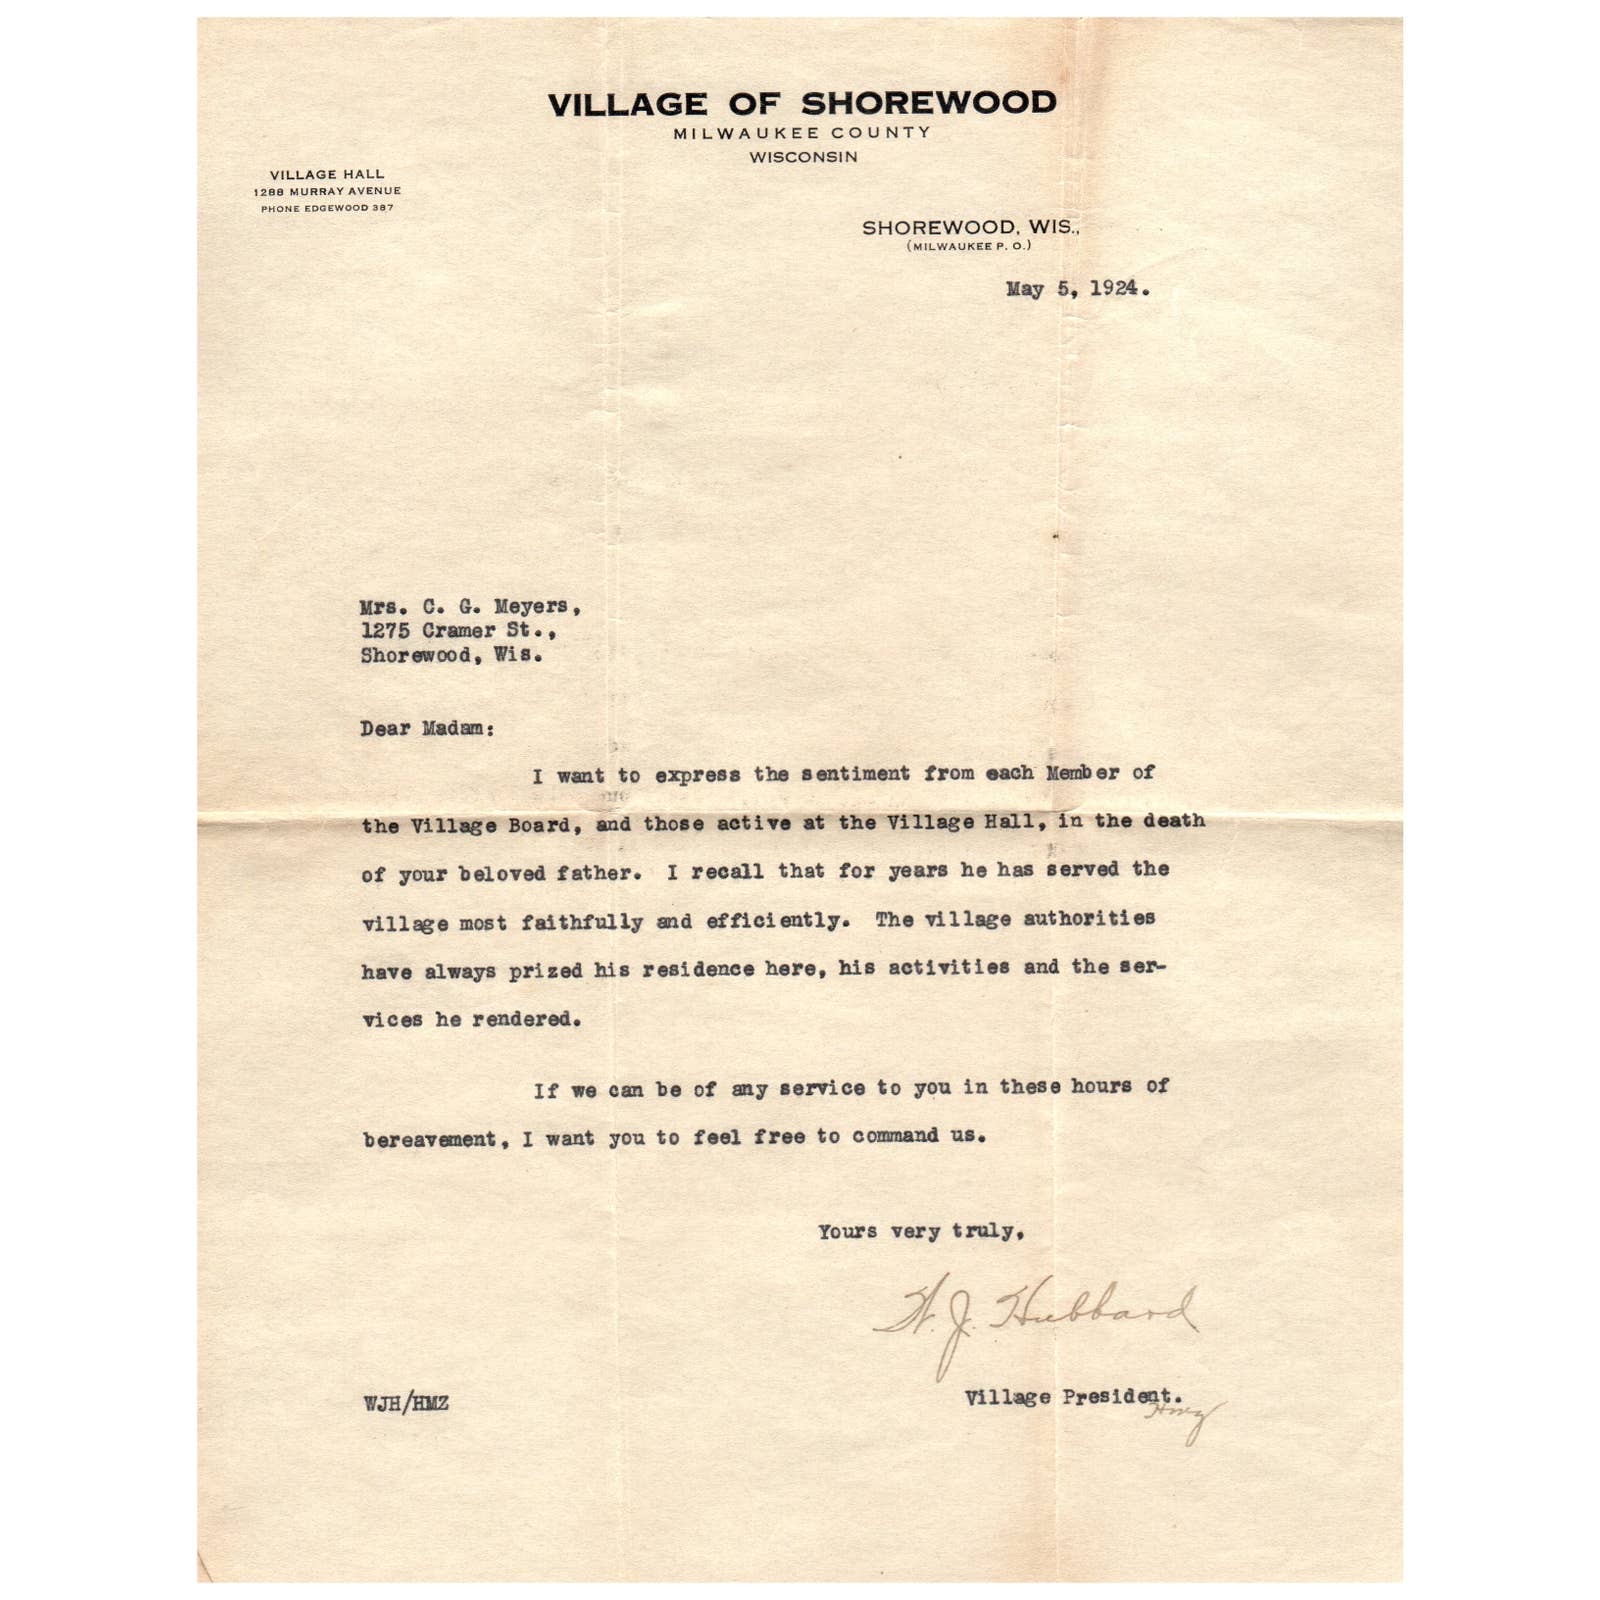 VILLAGE OF SHOREWOOD
MILWAUKEE COUNTY
WISCONSIN
VILLAGE HALL
1288 MURRAY AVENUE
PHONE EDGEWOOD 387
SHOREWOOD, WIS.,
(MILWAUKEE P. O.)
May 5, 1924.
Mrs. C. G. Meyers,
1275 Cramer St.,
Shorewood, Wis.
Dear Madam:
I want to express the sentiment from each Member of
the Village Board, and those active at the Village Hall, in the death
of your beloved father. I recall that for years he has served the
village most faithfully and efficiently. The village authorities
have always prized his residence here, his activities and the ser-
vices he rendered.
If we can be of any service to you in these hours of
bereavement, I want you to feel free to command us.
Yours very truly,
W. J. Hubbard
Village President.
HMZ
WJH/HMZ